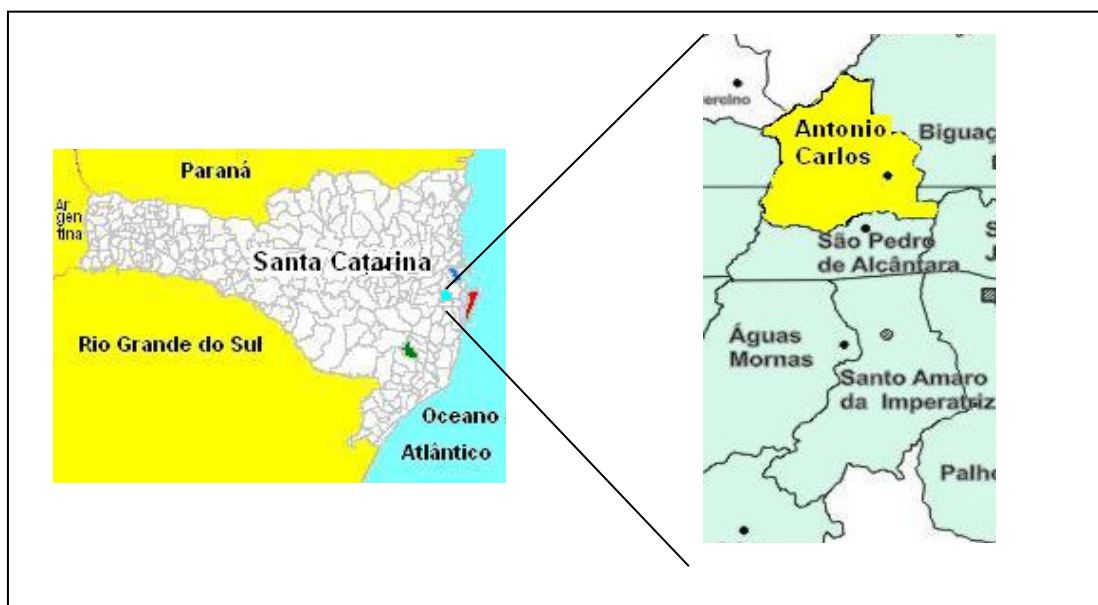 Paraná
Ar
gen
tina
Santa Catarina
Rio Grande do Sul
Oceano
Atlântico
ercino
Antonio
Carlos
Biguaç
São Pedro
de Alcântara
S
J
Águas
Mornas
Santo Amaro
da Imperatriz
Palho